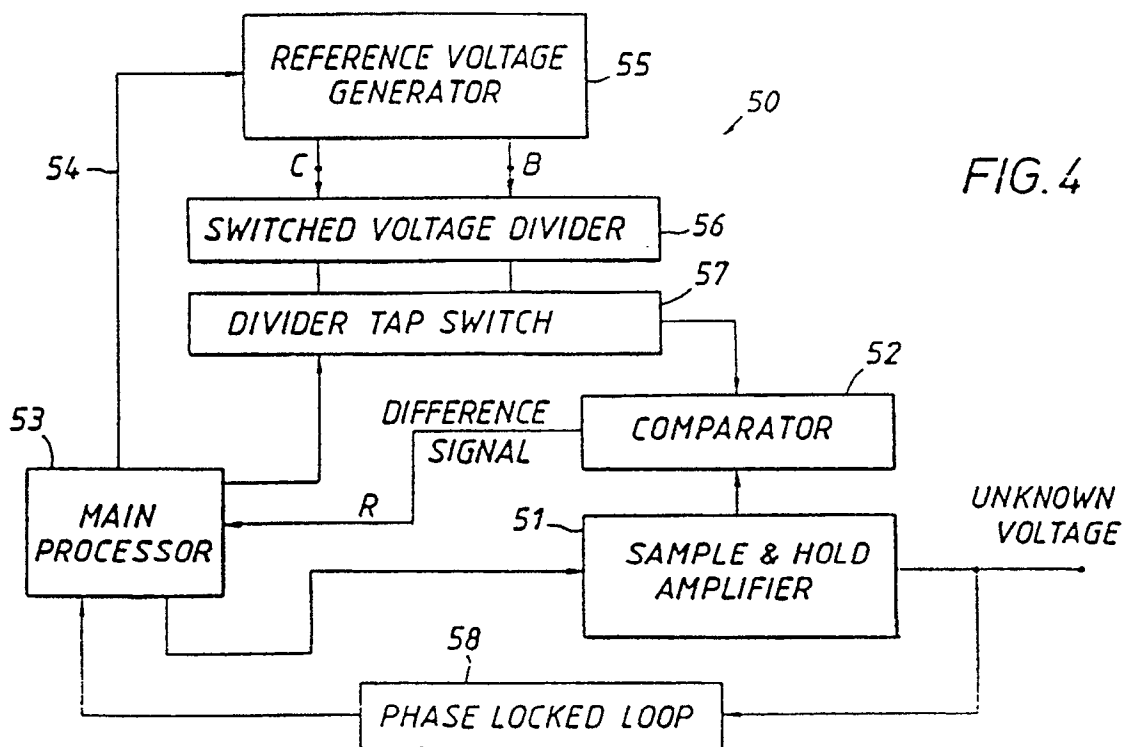 REFERENCE VOLTAGE
GENERATOR
55
50
54
C
B
FIG. 4
SWITCHED VOLTAGE DIVIDER
56
57
DIVIDER TAP SWITCH
52
53
DIFFERENCE
SIGNAL
COMPARATOR
MAIN
PROCESSOR
R
51
UNKNOWN
VOLTAGE
SAMPLE & HOLD
AMPLIFIER
58
PHASE LOCKED LOOP